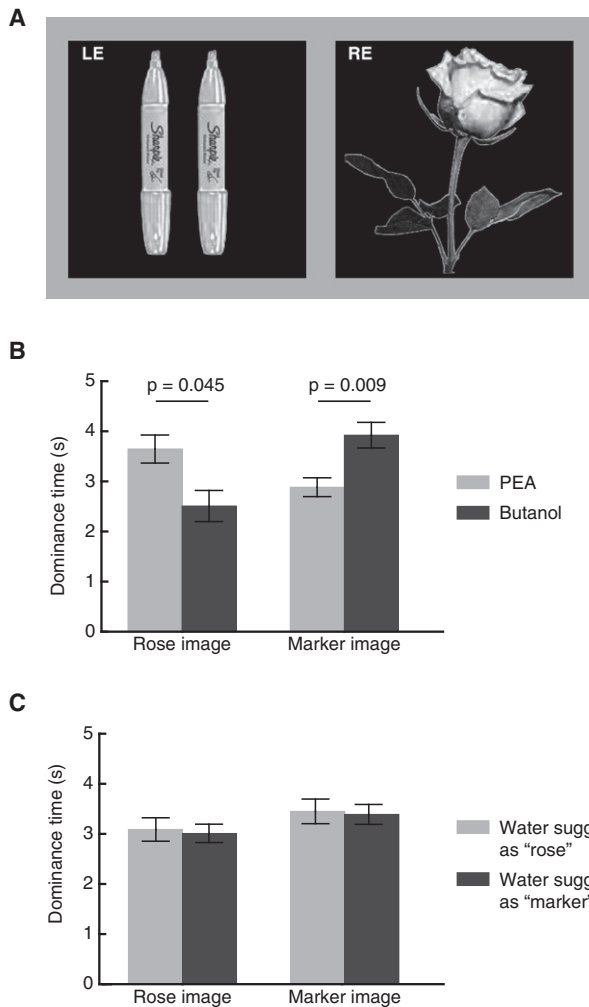 A
LE
RE
Sharpie
Sharpie
B
5
4
3
2
1
0
Dominance time (s)
p = 0.045
p = 0.009
Rose image
Marker image
PEA
Butanol
C
5
4
3
2
1
0
Dominance time (s)
Rose image
Marker image
Water sugg
as "rose"
Water sugg
as "marker"